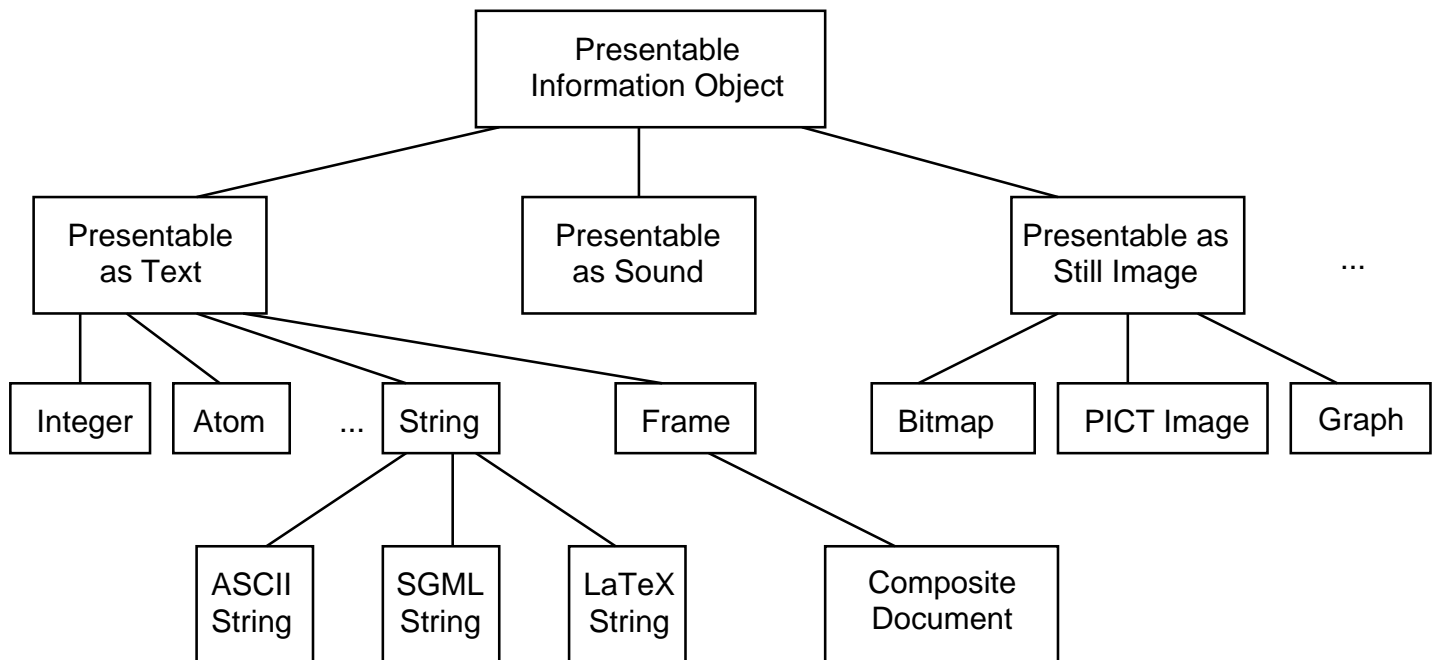 Presentable
Information Object
Presentable
as Text
Presentable
as Sound
Presentable as
Still Image
...
Integer
Atom
...
String
Frame
Bitmap
PICT Image
Graph
ASCII
String
SGML
String
LaTeX
String
Composite
Document